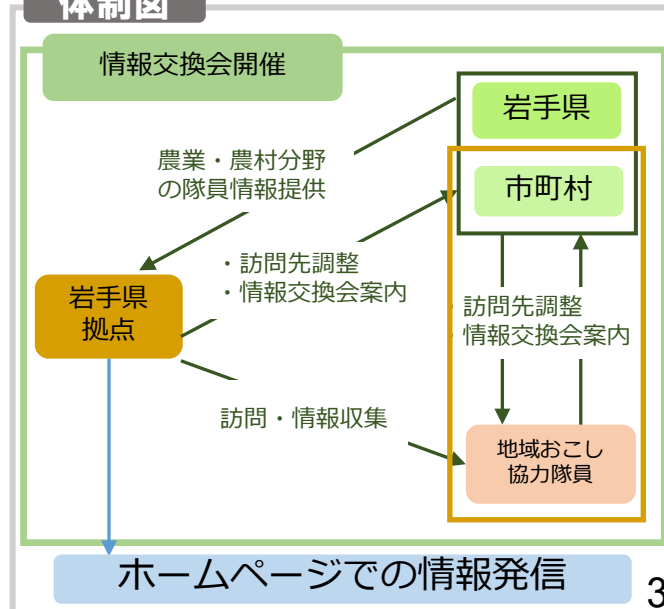 体制図
情報交換会開催
岩手県
農業・農村分野
の隊員情報提供
市町村
・訪問先調整
・情報交換会案内
岩手県
拠点
訪問先調整
情報交換会案内
訪問・情報収集
地域おこし
協力隊員
ホームページでの情報発信
3